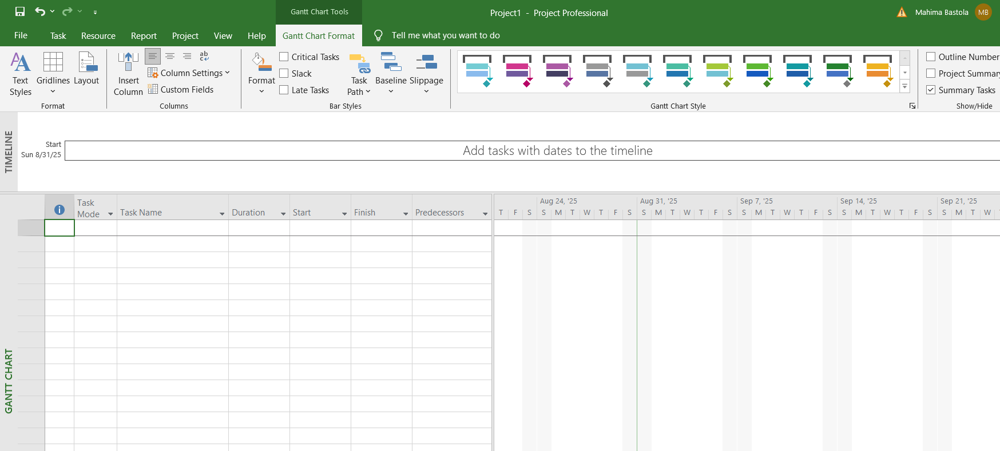 Gantt Chart Tools
Project1 - Project Professional
Mahima Bastola
MB
File Task Resource Report Project View Help Gantt Chart Format Tell me what you want to do
Text Styles
Gridlines
Layout
Format
Insert Column
ab
c
Column Settings
Custom Fields
Columns
Format
Critical Tasks
Slack
Late Tasks
Task Path
Baseline
Slippage
Bar Styles
Gantt Chart Style
Outline Number
Project Summary
Summary Tasks
Show/Hide
TIMELINE
Start
Sun 8/31/25
Add tasks with dates to the timeline
Task Mode
Task Name
Duration
Start
Finish
Predecessors
Aug 24, '25 Aug 31, '25 Sep 7, '25 Sep 14, '25 Sep 21, '25
T F S S M T W T F S S M T W T F S S M T W T F S S M T W T F S S M T W
GANTT CHART